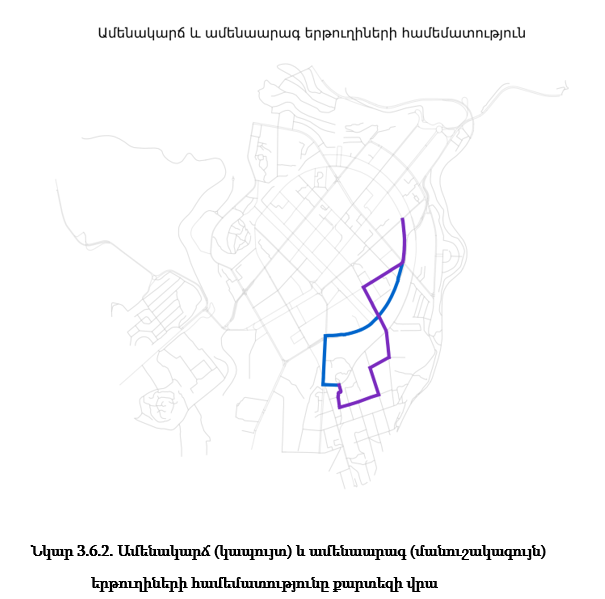 Ամենակարճ և ամենաարագ երթուղիների համեմատություն
Նկար 3.6.2. Ամենակարճ (կապույտ) և ամենաարագ (մանուշակագույն)
երթուղիների համեմատությունը քարտեզի վրա